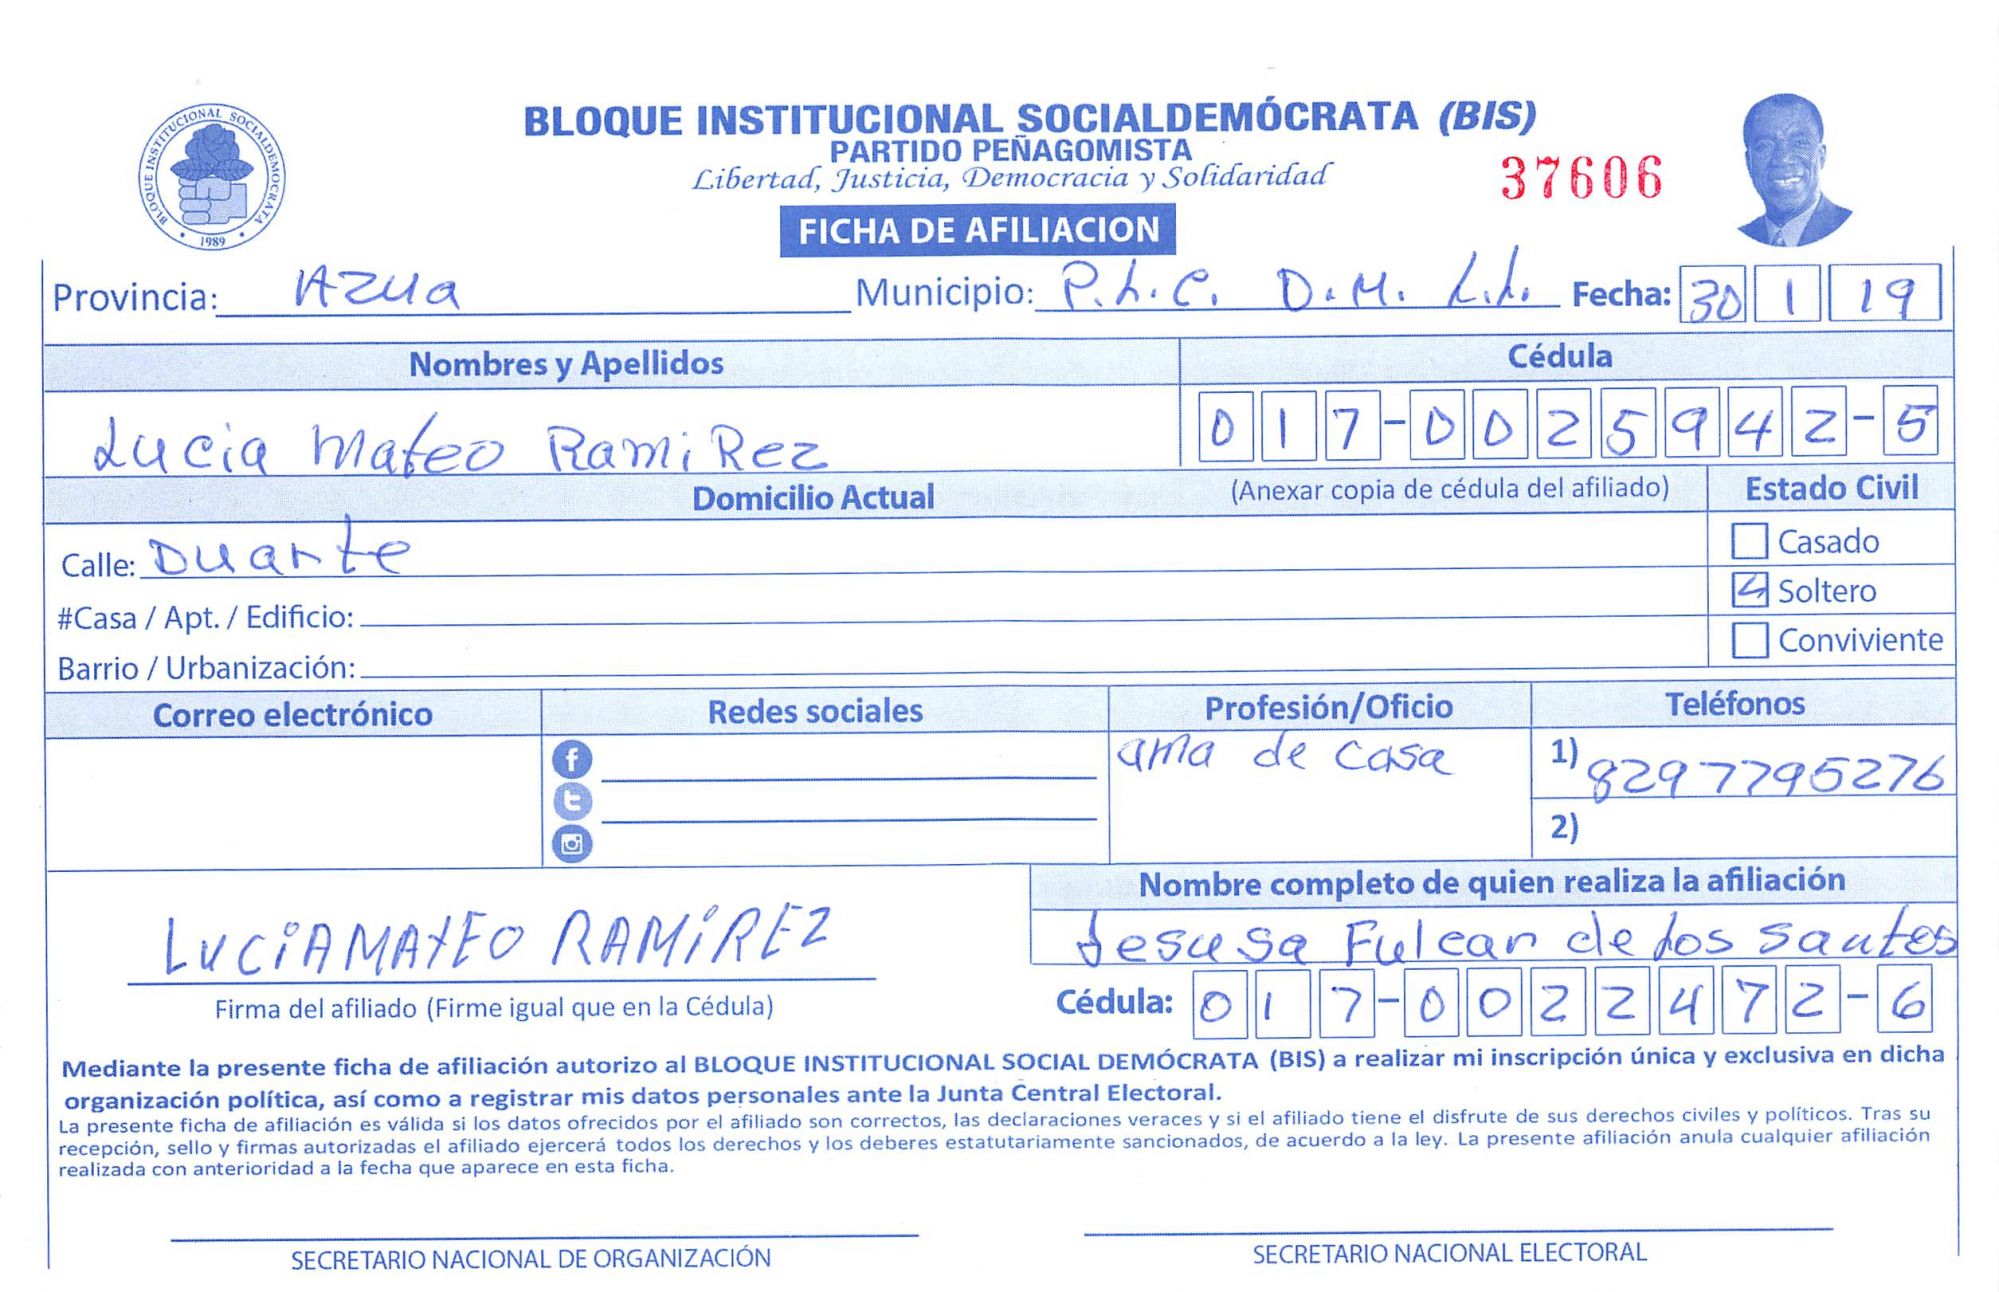 BLOQUE INSTITUCIONAL SOCIALDEMÓCRATA (BIS)
PARTIDO PEÑAGOMISTA
Libertad, Justicia, Democracia y Solidaridad
37606
BLOQUE INSTITUCIONAL SOCIALDEMOCRATA
1989
FICHA DE AFILIACION
Provincia: AZUA Municipio: P.L.C. D.M. L.L. Fecha: 30 1 19
Nombres y Apellidos Cédula
Lucia Mateo RamiRez 017-0025942-5
Domicilio Actual (Anexar copia de cédula del afiliado) Estado Civil
Calle: Duarte Casado
#Casa / Apt. / Edificio: Soltero
Barrio / Urbanización: Conviviente
Correo electrónico Redes sociales Profesión/Oficio Teléfonos
ama de casa 1) 8297795276
2)
Nombre completo de quien realiza la afiliación
LUCIA MATEO RAMIREZ Jesusa Fulcar de los santos
Firma del afiliado (Firme igual que en la Cédula) Cédula: 017-0022472-6
Mediante la presente ficha de afiliación autorizo al BLOQUE INSTITUCIONAL SOCIAL DEMÓCRATA (BIS) a realizar mi inscripción única y exclusiva en dicha
organización política, así como a registrar mis datos personales ante la Junta Central Electoral.
La presente ficha de afiliación es válida si los datos ofrecidos por el afiliado son correctos, las declaraciones veraces y si el afiliado tiene el disfrute de sus derechos civiles y políticos. Tras su
recepción, sello y firmas autorizadas el afiliado ejercerá todos los derechos y los deberes estatutariamente sancionados, de acuerdo a la ley. La presente afiliación anula cualquier afiliación
realizada con anterioridad a la fecha que aparece en esta ficha.
SECRETARIO NACIONAL DE ORGANIZACIÓN SECRETARIO NACIONAL ELECTORAL